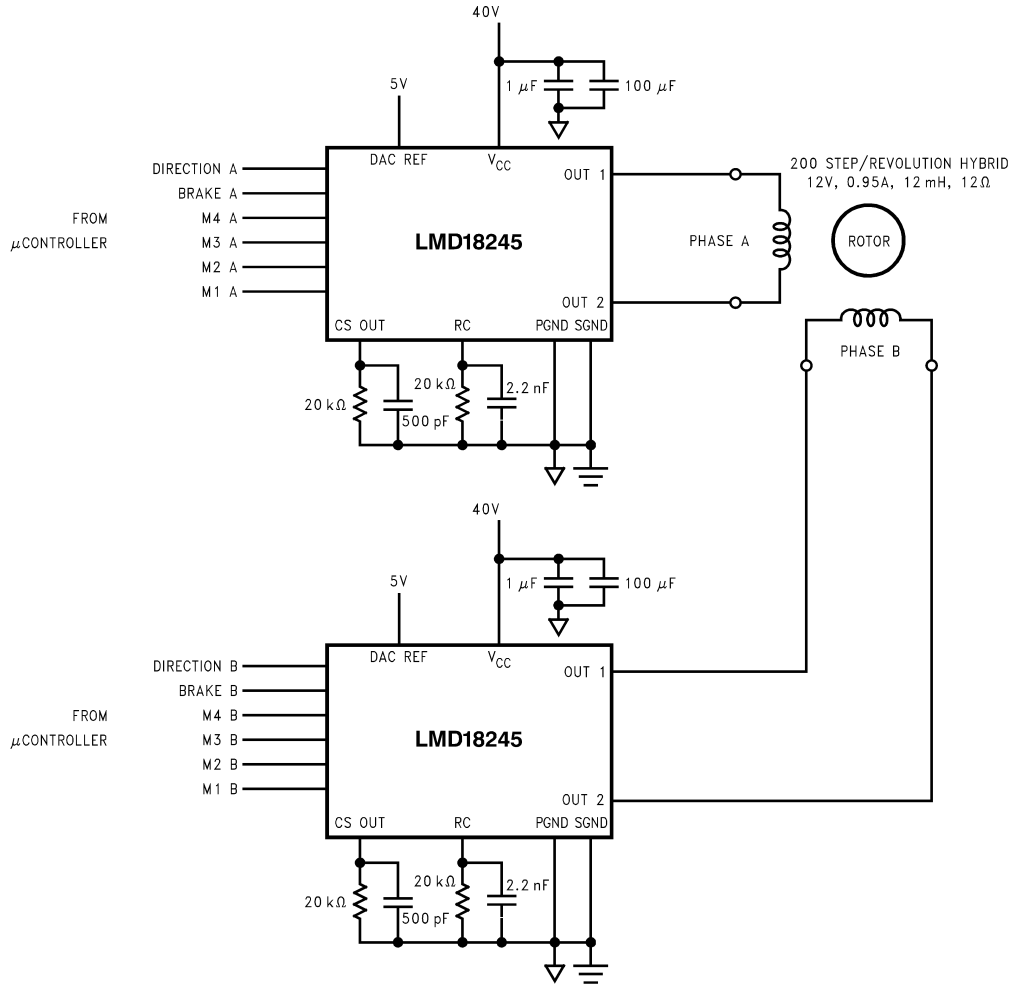 40V
1 μF
100 μF
5V
DAC REF
VCC
DIRECTION A
BRAKE A
M4 A
M3 A
M2 A
M1 A
FROM
μCONTROLLER
LMD18245
OUT 1
OUT 2
CS OUT
RC
PGND
SGND
20 kΩ
500 pF
20 kΩ
2.2 nF
PHASE A
200 STEP/REVOLUTION HYBRID
12V, 0.95A, 12 mH, 12Ω
ROTOR
PHASE B
40V
1 μF
100 μF
5V
DAC REF
VCC
DIRECTION B
BRAKE B
M4 B
M3 B
M2 B
M1 B
FROM
μCONTROLLER
LMD18245
OUT 1
OUT 2
CS OUT
RC
PGND
SGND
20 kΩ
500 pF
20 kΩ
2.2 nF